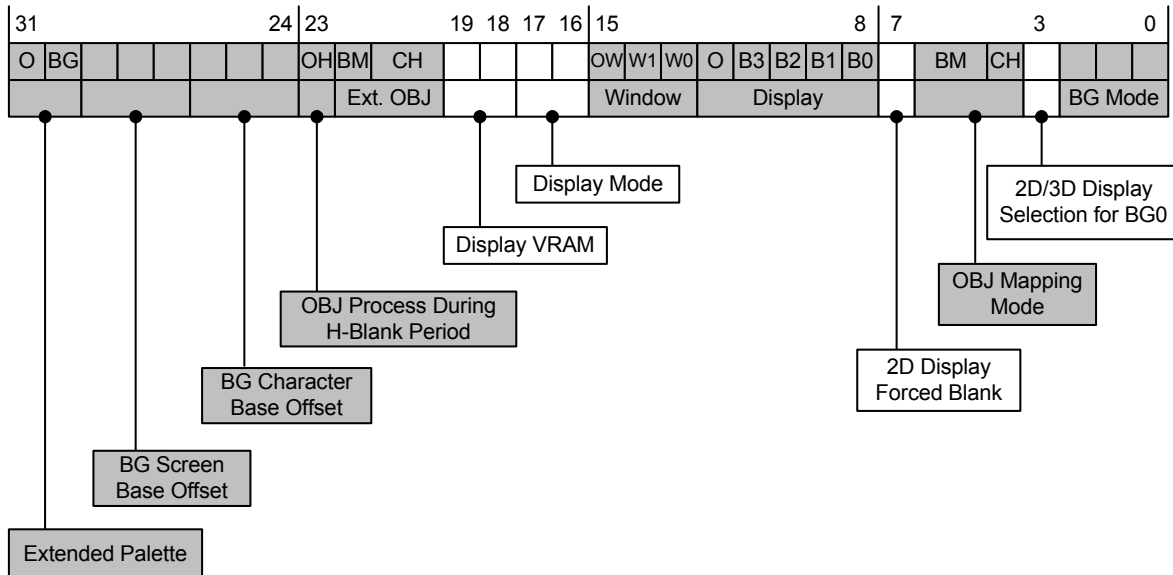 31 24 23 19 18 17 16 15 8 7 3 0
O BG OH BM CH OW W1 W0 O B3 B2 B1 B0 BM CH
Ext. OBJ Window Display BG Mode
Display Mode
2D/3D Display
Selection for BG0
Display VRAM
OBJ Mapping
Mode
OBJ Process During
H-Blank Period
2D Display
Forced Blank
BG Character
Base Offset
BG Screen
Base Offset
Extended Palette